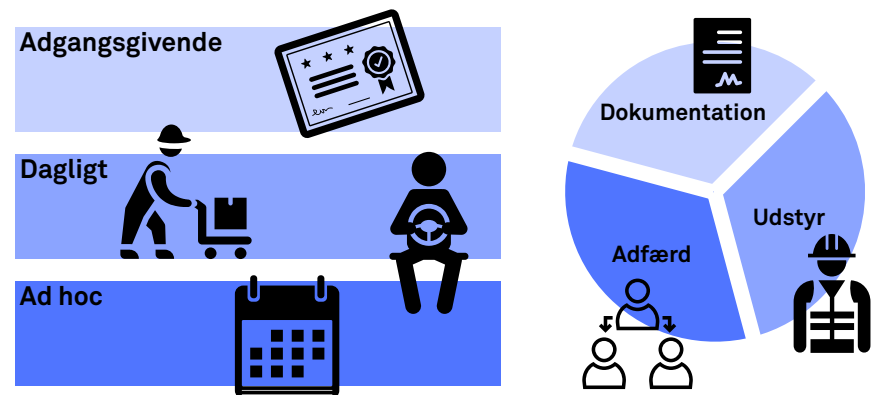 Adgangsgivende
Dagligt
Ad hoc
Dokumentation
Udstyr
Adfærd